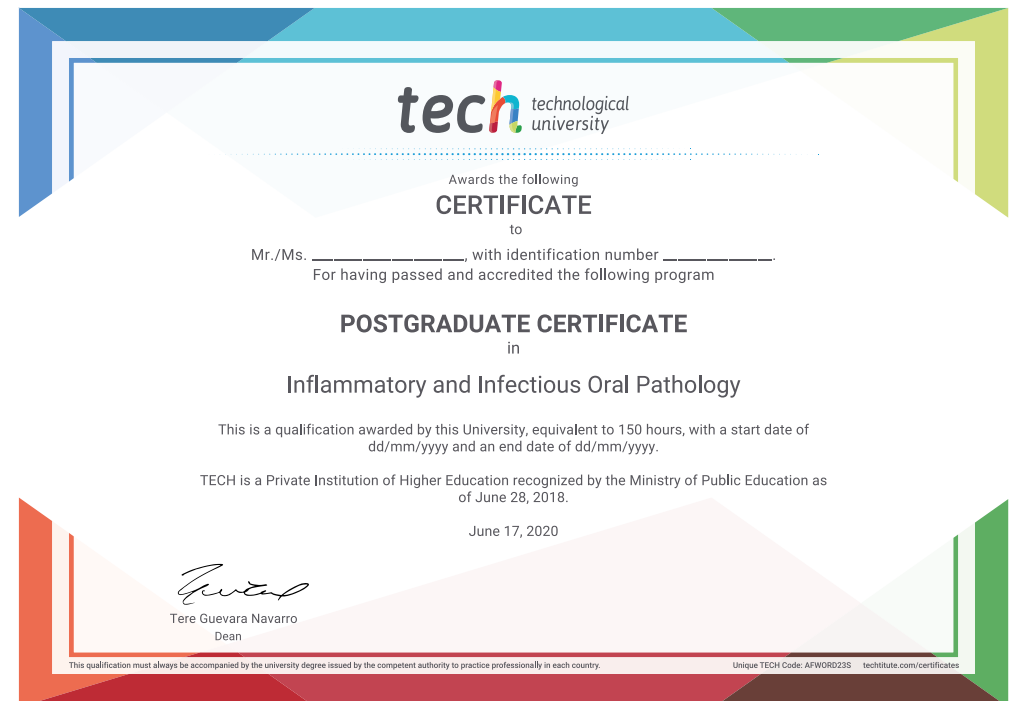 tech technological
university
Awards the following
CERTIFICATE
to
Mr./Ms. ______________, with identification number __________.
For having passed and accredited the following program
POSTGRADUATE CERTIFICATE
in
Inflammatory and Infectious Oral Pathology
This is a qualification awarded by this University, equivalent to 150 hours, with a start date of
dd/mm/yyyy and an end date of dd/mm/yyyy.
TECH is a Private Institution of Higher Education recognized by the Ministry of Public Education as
of June 28, 2018.
June 17, 2020
Tere Guevara Navarro
Dean
This qualification must always be accompanied by the university degree issued by the competent authority to practice professionally in each country.
Unique TECH Code: AFWORD23S techtitute.com/certificates